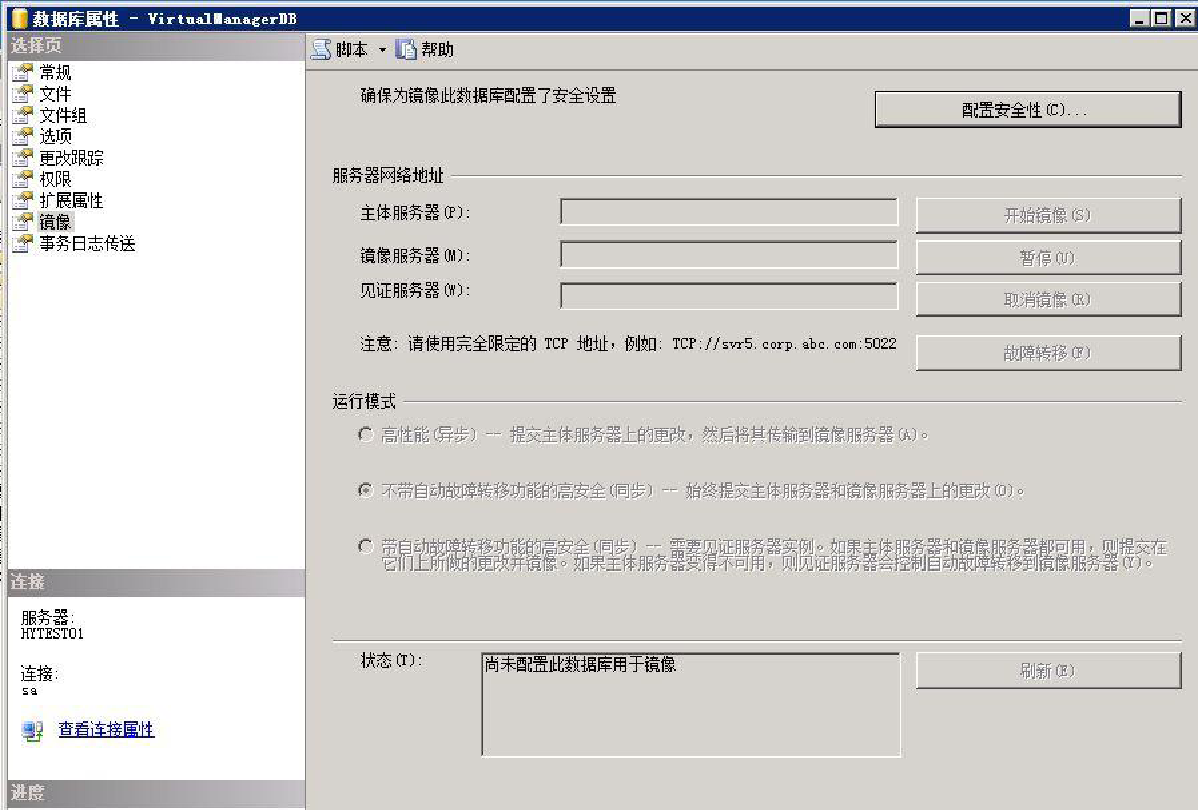 数据库属性 - VirtualManagerDB
选择页
常规
文件
文件组
选项
更改跟踪
权限
扩展属性
镜像
事务日志传送
连接
服务器:
HYTEST01
连接:
sa
查看连接属性
进度
脚本 帮助
确保为镜像此数据库配置了安全设置
配置安全性(C)...
服务器网络地址
主体服务器(P):
开始镜像(S)
镜像服务器(M):
暂停(U)
见证服务器(W):
取消镜像(R)
注意: 请使用完全限定的 TCP 地址，例如: TCP://svr5.corp.abc.com:5022
故障转移(F)
运行模式
高性能(异步) -- 提交主体服务器上的更改，然后将其传输到镜像服务器(A)。
不带自动故障转移功能的高安全(同步) -- 始终提交主体服务器和镜像服务器上的更改(O)。
带自动故障转移功能的高安全(同步) -- 需要见证服务器实例。如果主体服务器和镜像服务器都可用，则提交在
它们上所做的更改并镜像。如果主体服务器变得不可用，则见证服务器会控制自动故障转移到镜像服务器(Y)。
状态(T):
尚未配置此数据库用于镜像
刷新(E)